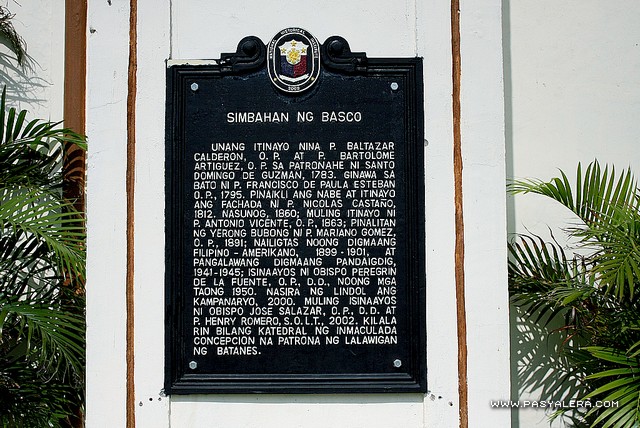 SIMBAHAN NG BASCO
UNANG ITINAYO NINA P. BALTAZAR
CALDERON, O.P. AT P. BARTOLOME
ARTIGUEZ, O.P. SA PATRONAHE NI SANTO
DOMINGO DE GUZMAN, 1783. GINAWA SA
BATO NI P. FRANCISCO DE PAULA ESTEBAN
O.P., 1795. PINAIKLI ANG NABE AT ITINAYO
ANG FACHADA NI P. NICOLAS CASTAÑO,
1812. NASUNOG, 1860; MULING ITINAYO NI
P. ANTONIO VICENTE, O.P., 1863; PINALITAN
NG YERONG BUBONG NI P. MARIANO GOMEZ,
O.P., 1891; NAILIGTAS NOONG DIGMAANG
FILIPINO-AMERIKANO, 1899-1901, AT
PANGALAWANG DIGMAANG PANDAIGDIG,
1941-1945; ISINAAYOS NI OBISPO PEREGRIN
DE LA FUENTE, O.P., D.D., NOONG MGA
TAONG 1950. NASIRA NG LINDOL ANG
KAMPANARYO, 2000. MULING ISINAAYOS
NI OBISPO JOSE SALAZAR, O.P., D.D. AT
P. HENRY ROMERO, S.O.L.T., 2002. KILALA
RIN BILANG KATEDRAL NG INMACULADA
CONCEPCION NA PATRONA NG LALAWIGAN
NG BATANES.
WWW.PASYALERA.COM